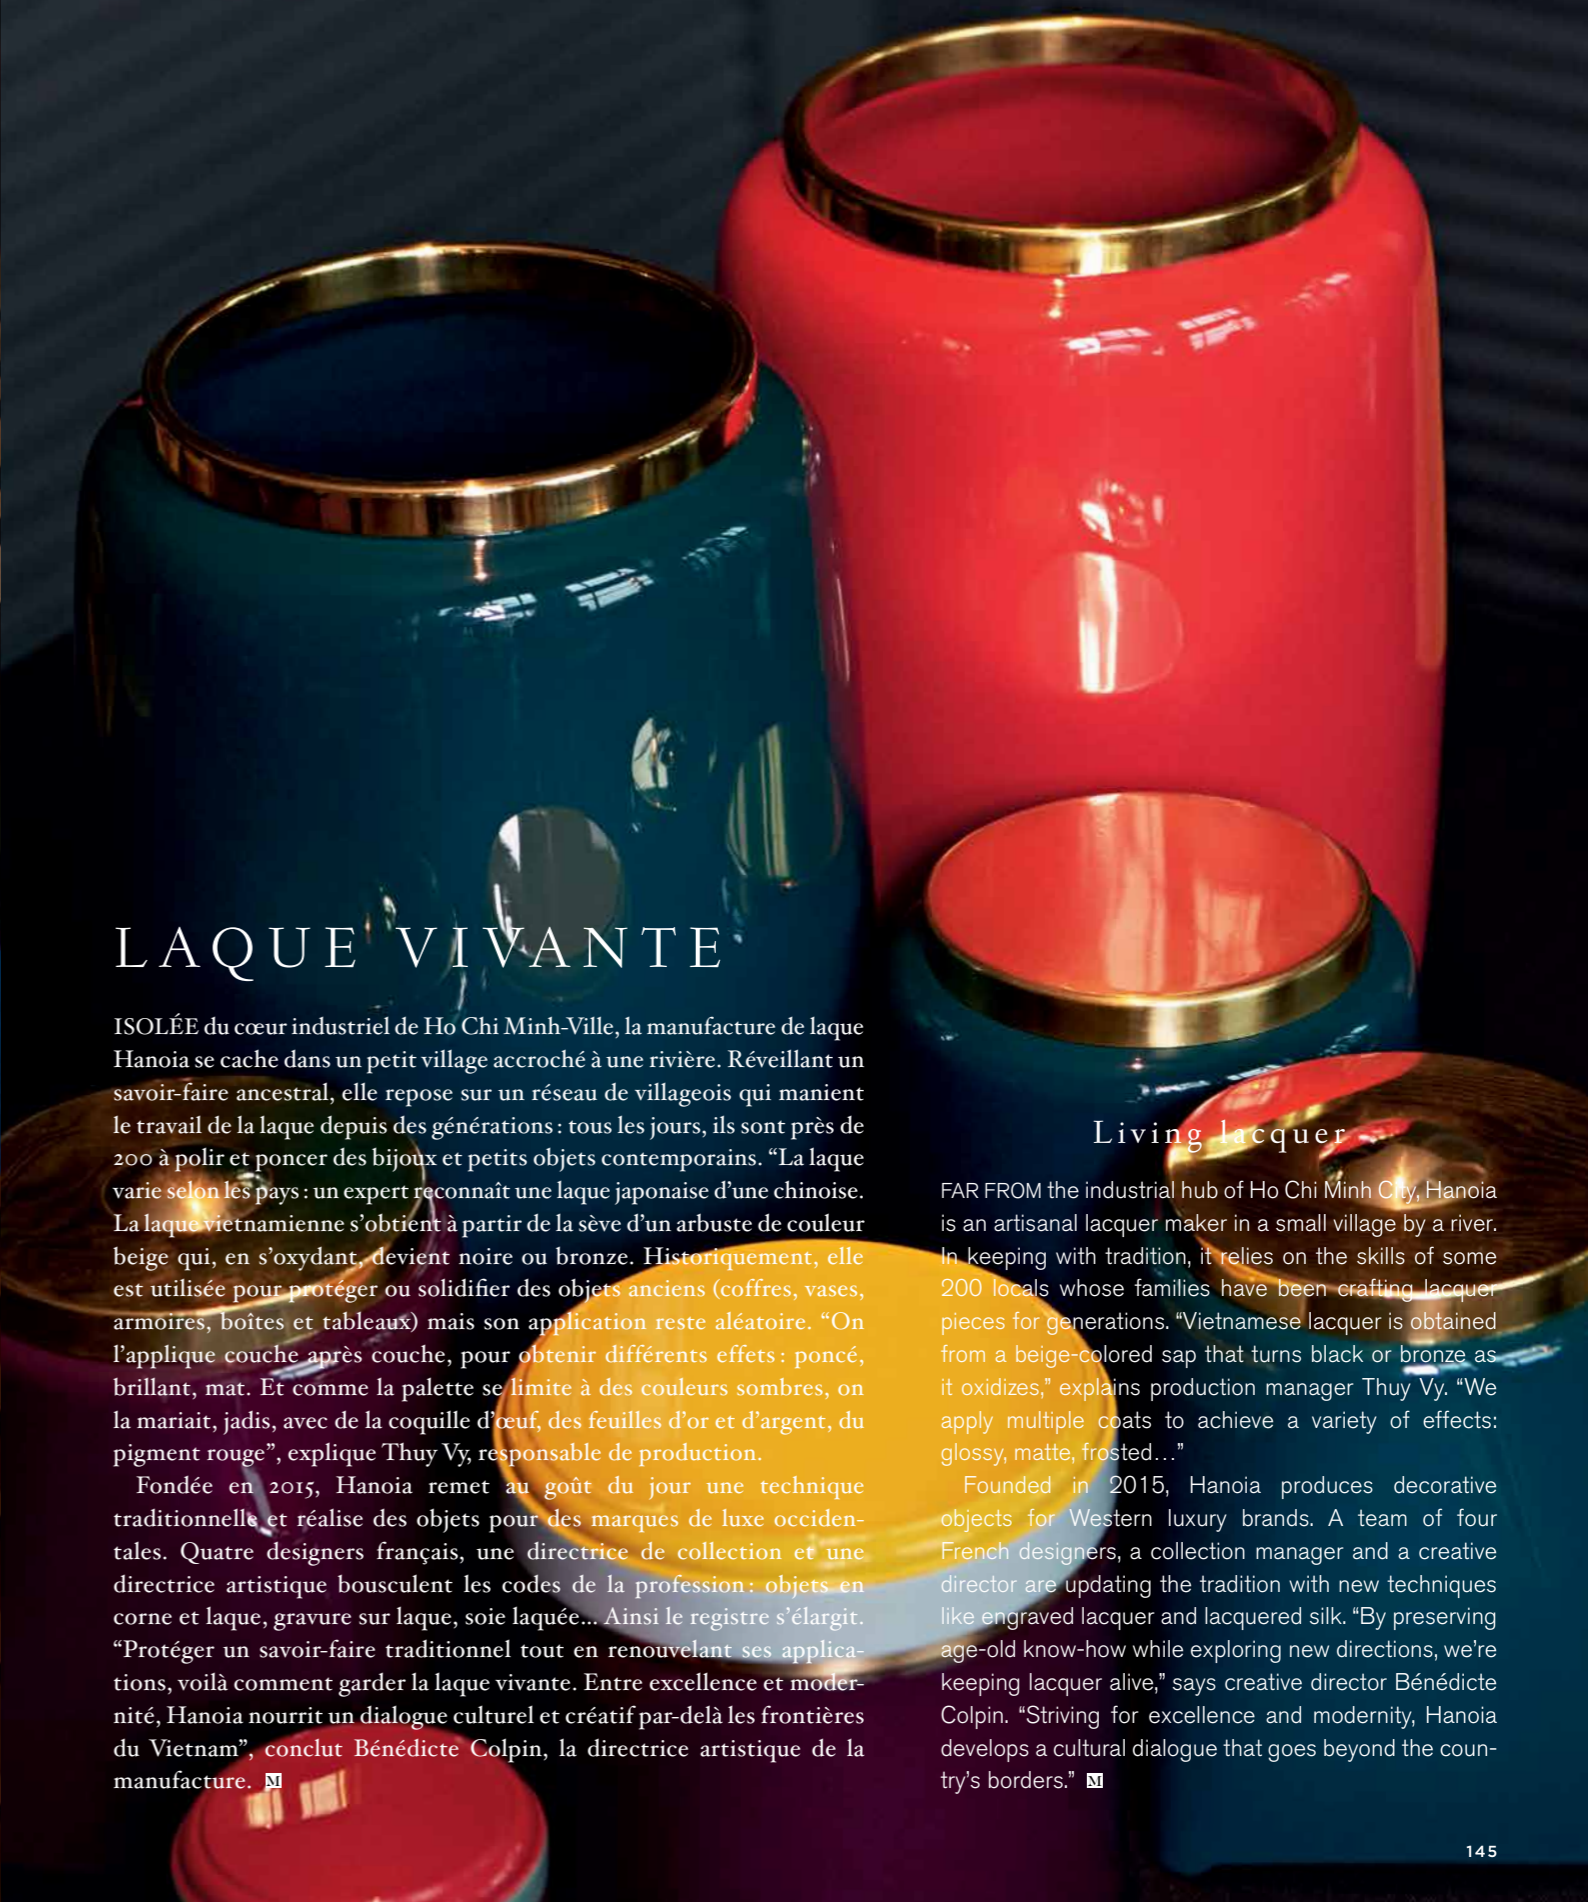 LAQUE VIVANTE
ISOLÉE du cœur industriel de Ho Chi Minh-Ville, la manufacture de laque
Hanoia se cache dans un petit village accroché à une rivière. Réveillant un
savoir-faire ancestral, elle repose sur un réseau de villageois qui manient
le travail de la laque depuis des générations : tous les jours, ils sont près de
200 à polir et poncer des bijoux et petits objets contemporains. “La laque
varie selon les pays : un expert reconnaît une laque japonaise d’une chinoise.
La laque vietnamienne s’obtient à partir de la sève d’un arbuste de couleur
beige qui, en s’oxydant, devient noire ou bronze. Historiquement, elle
est utilisée pour protéger ou solidifier des objets anciens (coffres, vases,
armoires, boîtes et tableaux) mais son application reste aléatoire. “On
l’applique couche après couche, pour obtenir différents effets : poncé,
brillant, mat. Et comme la palette se limite à des couleurs sombres, on
la mariait, jadis, avec de la coquille d’œuf, des feuilles d’or et d’argent, du
pigment rouge”, explique Thuy Vy, responsable de production.
Fondée en 2015, Hanoia remet au goût du jour une technique
traditionnelle et réalise des objets pour des marques de luxe occiden-
tales. Quatre designers français, une directrice de collection et une
directrice artistique bousculent les codes de la profession : objets en
corne et laque, gravure sur laque, soie laquée... Ainsi le registre s’élargit.
“Protéger un savoir-faire traditionnel tout en renouvelant ses applica-
tions, voilà comment garder la laque vivante. Entre excellence et moder-
nité, Hanoia nourrit un dialogue culturel et créatif par-delà les frontières
du Vietnam”, conclut Bénédicte Colpin, la directrice artistique de la
manufacture. M
Living lacquer
FAR FROM the industrial hub of Ho Chi Minh City, Hanoia
is an artisanal lacquer maker in a small village by a river.
In keeping with tradition, it relies on the skills of some
200 locals whose families have been crafting lacquer
pieces for generations. “Vietnamese lacquer is obtained
from a beige-colored sap that turns black or bronze as
it oxidizes,” explains production manager Thuy Vy. “We
apply multiple coats to achieve a variety of effects:
glossy, matte, frosted…”
Founded in 2015, Hanoia produces decorative
objects for Western luxury brands. A team of four
French designers, a collection manager and a creative
director are updating the tradition with new techniques
like engraved lacquer and lacquered silk. “By preserving
age-old know-how while exploring new directions, we’re
keeping lacquer alive,” says creative director Bénédicte
Colpin. “Striving for excellence and modernity, Hanoia
develops a cultural dialogue that goes beyond the coun-
try’s borders.” M
145